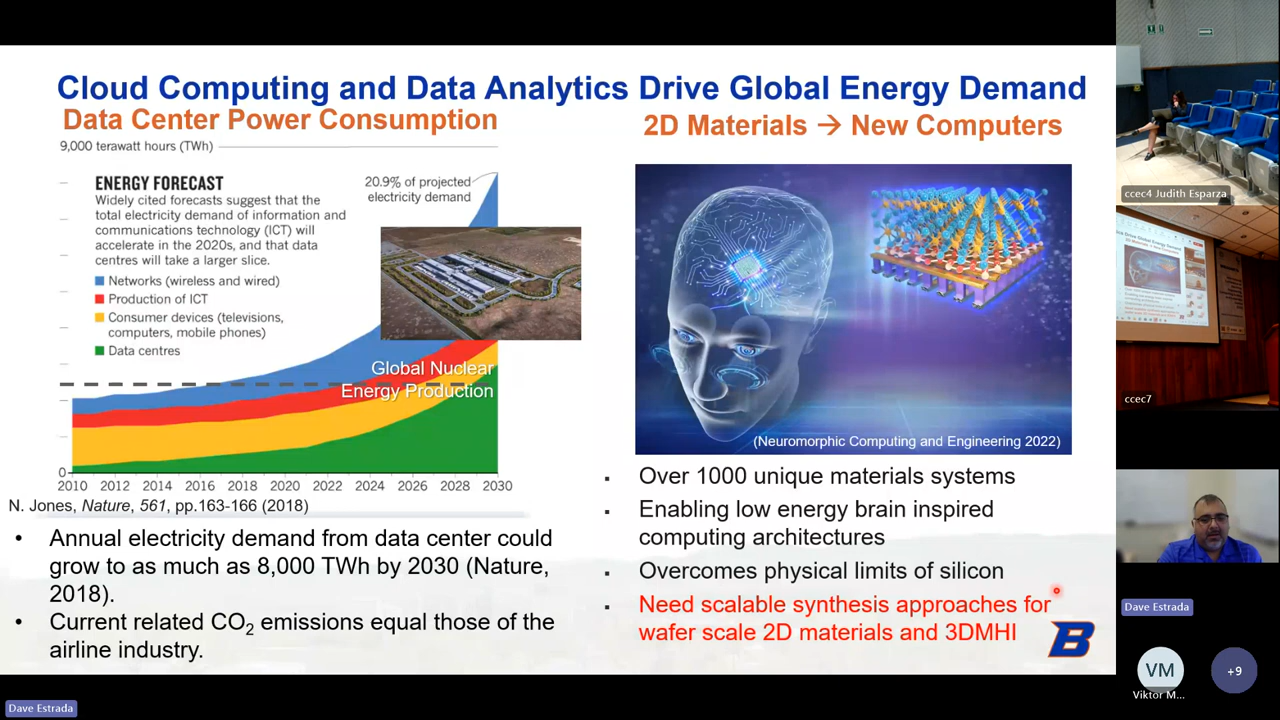 Cloud Computing and Data Analytics Drive Global Energy Demand
Data Center Power Consumption
9,000 terawatt hours (TWh)
ENERGY FORECAST
Widely cited forecasts suggest that the
total electricity demand of information and
communications technology (ICT) will
accelerate in the 2020s, and that data
centres will take a larger slice.
Networks (wireless and wired)
Production of ICT
Consumer devices (televisions,
computers, mobile phones)
Data centres
20.9% of projected
electricity demand
Global Nuclear
Energy Production
0
2010 2012 2014 2016 2018 2020 2022 2024 2026 2028 2030
N. Jones, Nature, 561, pp.163-166 (2018)
• Annual electricity demand from data center could
grow to as much as 8,000 TWh by 2030 (Nature,
2018).
• Current related CO2 emissions equal those of the
airline industry.
2D Materials → New Computers
(Neuromorphic Computing and Engineering 2022)
▪ Over 1000 unique materials systems
▪ Enabling low energy brain inspired
computing architectures
▪ Overcomes physical limits of silicon
▪ Need scalable synthesis approaches for
wafer scale 2D materials and 3DMHI
B
Dave Estrada
ccec4 Judith Esparza
ccec7
Dave Estrada
VM
Viktor M...
+9